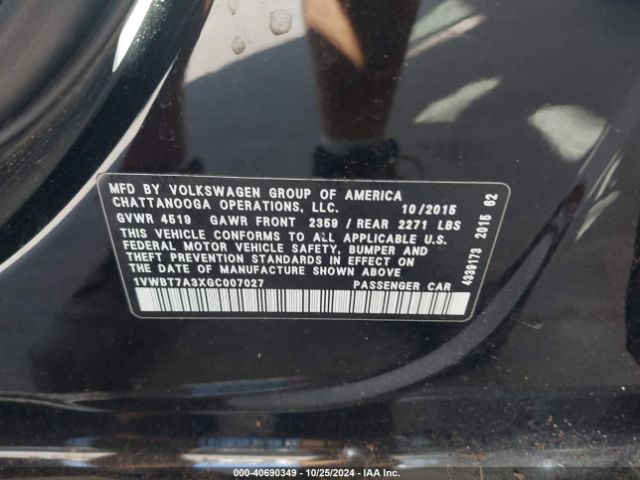 MFD BY VOLKSWAGEN GROUP OF AMERICA
CHATTANOOGA OPERATIONS, LLC. 10/2015
GVWR 4519 GAWR FRONT 2359 / REAR 2271 LBS
THIS VEHICLE CONFORMS TO ALL APPLICABLE U.S.
FEDERAL MOTOR VEHICLE SAFETY, BUMPER AND
THEFT PREVENTION STANDARDS IN EFFECT ON
THE DATE OF MANUFACTURE SHOWN ABOVE
1VWBT7A3XGC007027 PASSENGER CAR
4339173 2015 02
000-40690349 - 10/25/2024 - IAA Inc.